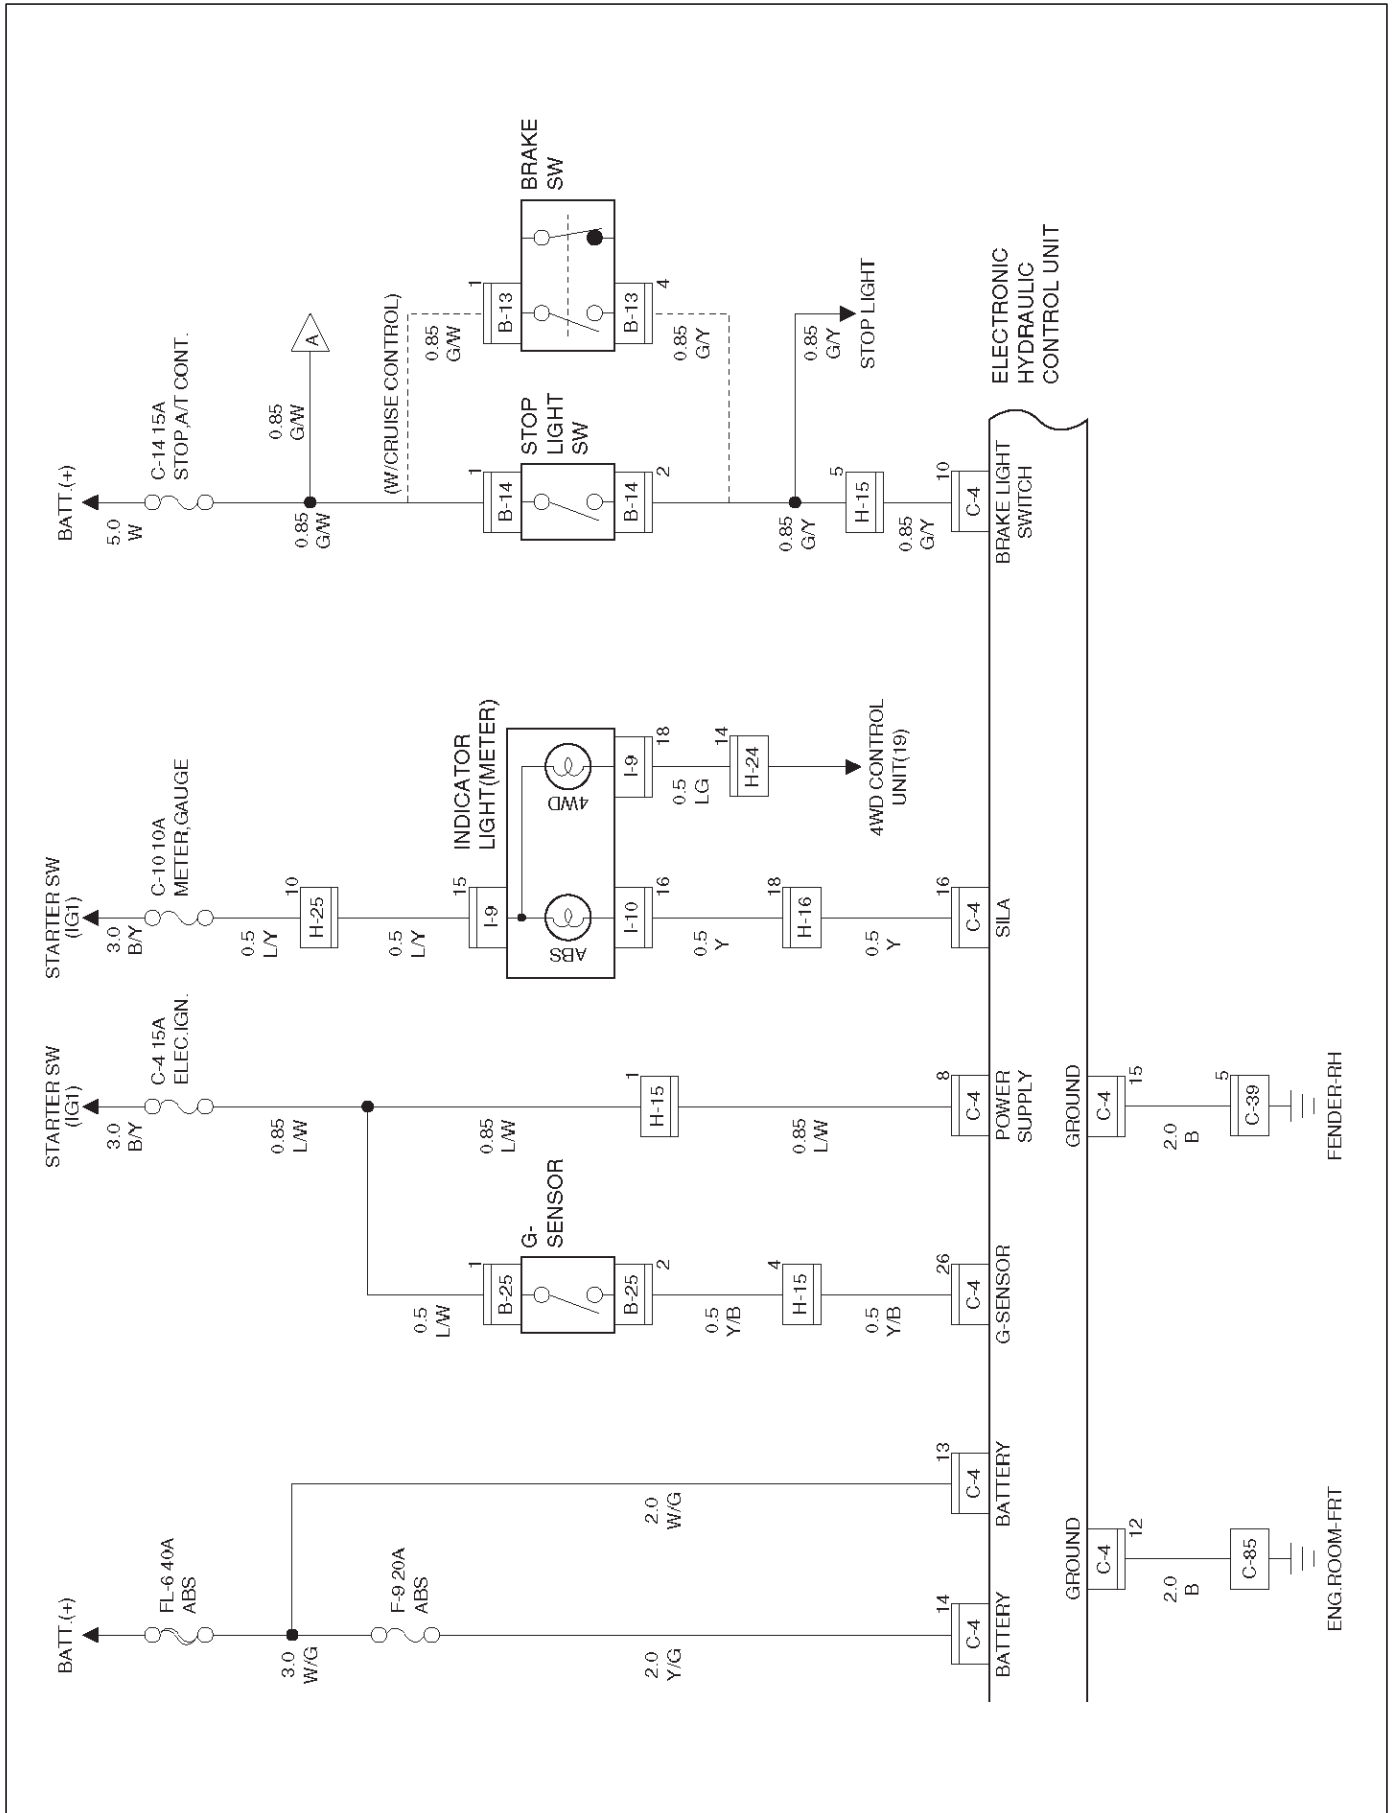 BATT.(+)
FL-6 40A
ABS
3.0
W/G
F-9 20A
ABS
2.0
Y/G
2.0
W/G
14
C-4
BATTERY
13
C-4
BATTERY
STARTER SW
(IG1)
3.0
B/Y
C-4 15A
ELEC.IGN.
0.85
L/W
0.5
L/W
1
B-25
G-
SENSOR
B-25
2
0.5
Y/B
4
H-15
0.5
Y/B
26
C-4
G-SENSOR
0.85
L/W
1
H-15
0.85
L/W
8
C-4
POWER
SUPPLY
STARTER SW
(IG1)
3.0
B/Y
C-10 10A
METER,GAUGE
0.5
L/Y
10
H-25
0.5
L/Y
15
I-9
INDICATOR
LIGHT(METER)
ABS
4WD
I-10
16
I-9
18
0.5
Y
18
H-16
0.5
Y
16
C-4
SILA
0.5
LG
14
H-24
4WD CONTROL
UNIT(19)
BATT.(+)
5.0
W
C-14 15A
STOP,A/T CONT.
0.85
G/W
A
0.85
G/W
(W/CRUISE CONTROL)
0.85
G/W
1
B-14
STOP
LIGHT
SW
B-14
2
1
B-13
BRAKE
SW
B-13
4
0.85
G/Y
0.85
G/Y
0.85
G/Y
STOP LIGHT
5
H-15
0.85
G/Y
10
C-4
BRAKE LIGHT
SWITCH
ELECTRONIC
HYDRAULIC
CONTROL UNIT
GROUND
C-4
12
2.0
B
C-85
ENG.ROOM-FRT
GROUND
C-4
15
2.0
B
5
C-39
FENDER-RH